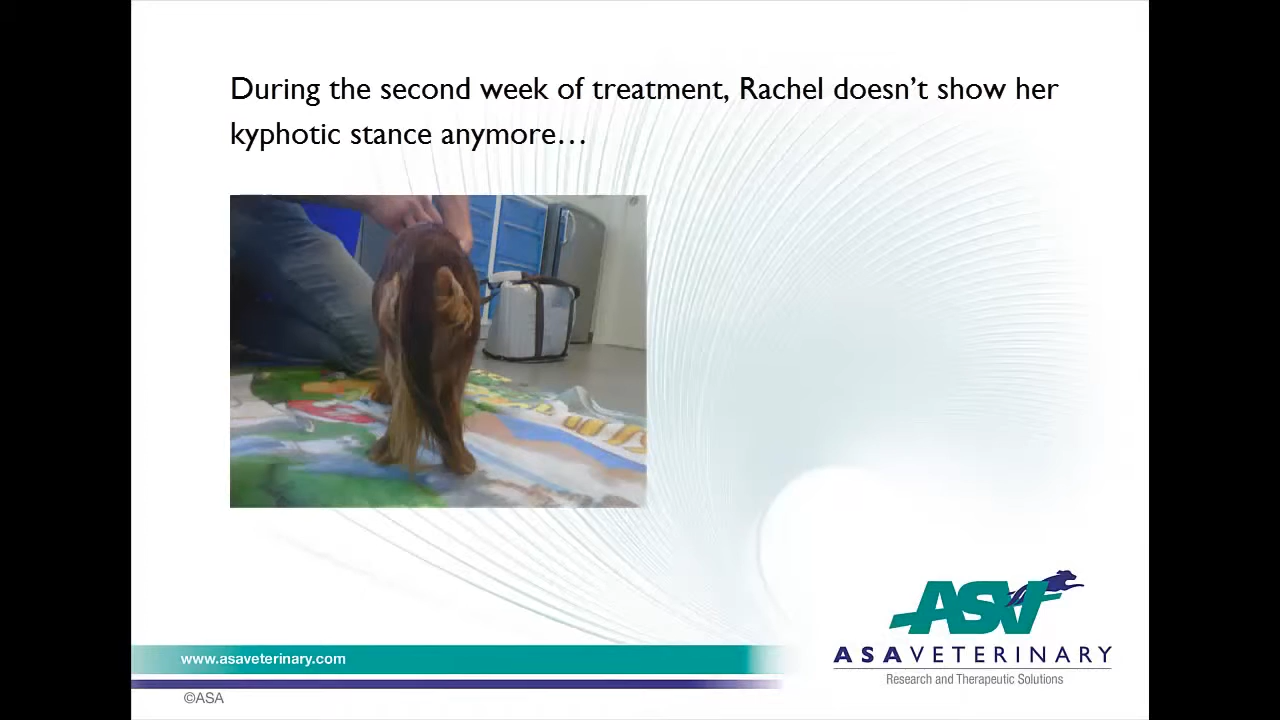 During the second week of treatment, Rachel doesn’t show her
kyphotic stance anymore…
ASV
ASAVETERINARY
Research and Therapeutic Solutions
www.asaveterinary.com
©ASA